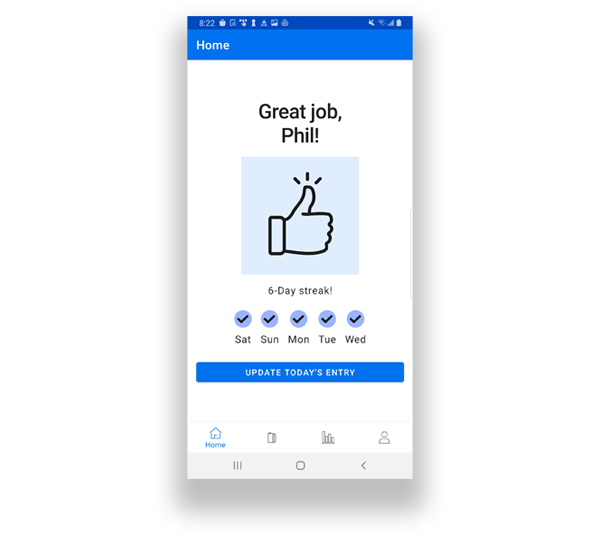 8:22
Home
Great job,
Phil!
6-Day streak!
Sat Sun Mon Tue Wed
UPDATE TODAY'S ENTRY
Home